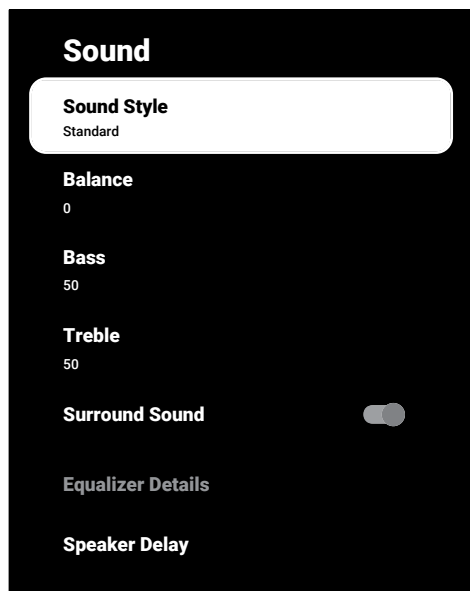 Sound
Sound Style
Standard
Balance
0
Bass
50
Treble
50
Surround Sound
Equalizer Details
Speaker Delay